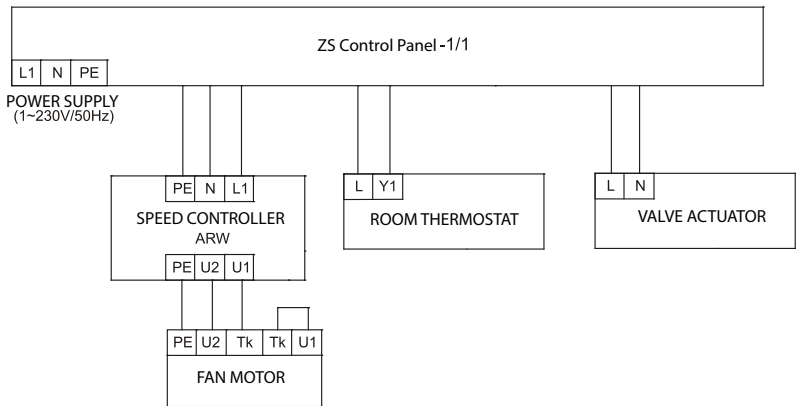 ZS Control Panel -1/1
L1 N PE
POWER SUPPLY
(1~230V/50Hz)
PE N L1
SPEED CONTROLLER
ARW
PE U2 U1
L Y1
ROOM THERMOSTAT
L N
VALVE ACTUATOR
PE U2 Tk Tk U1
FAN MOTOR